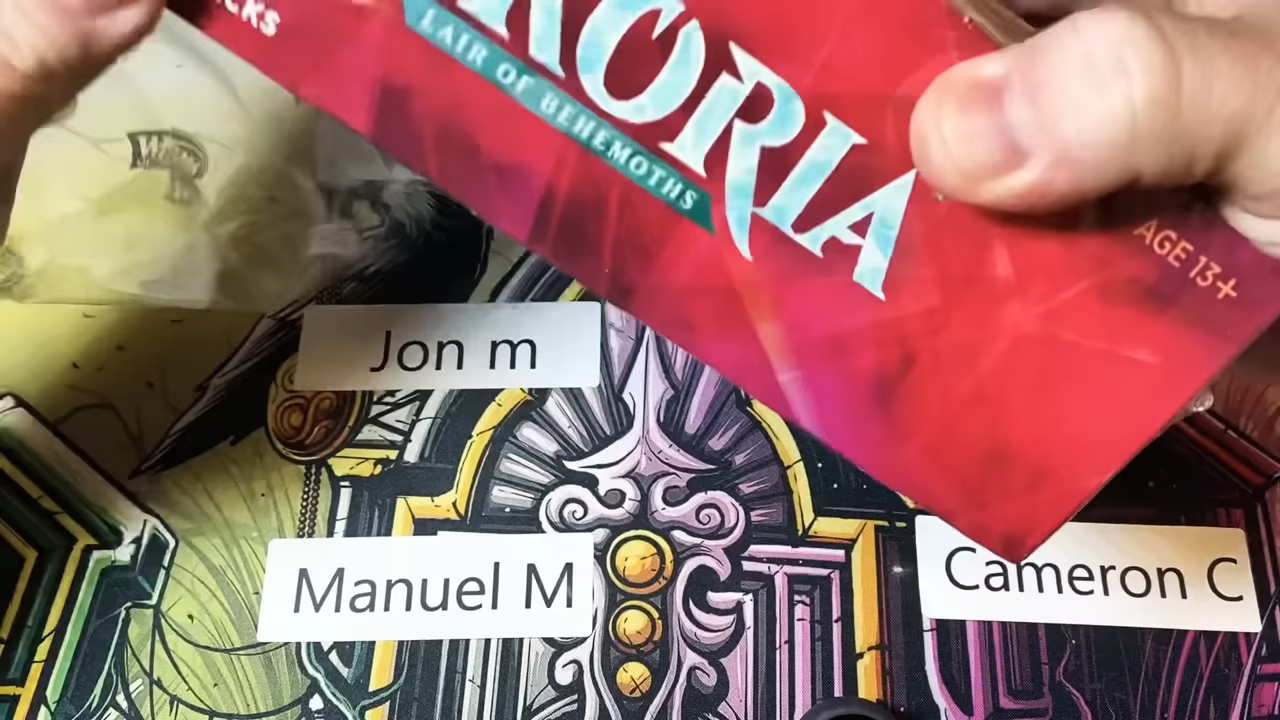 KORIA
LAIR OF BEHEMOTHS
AGE 13+
Jon m
Manuel M
Cameron C